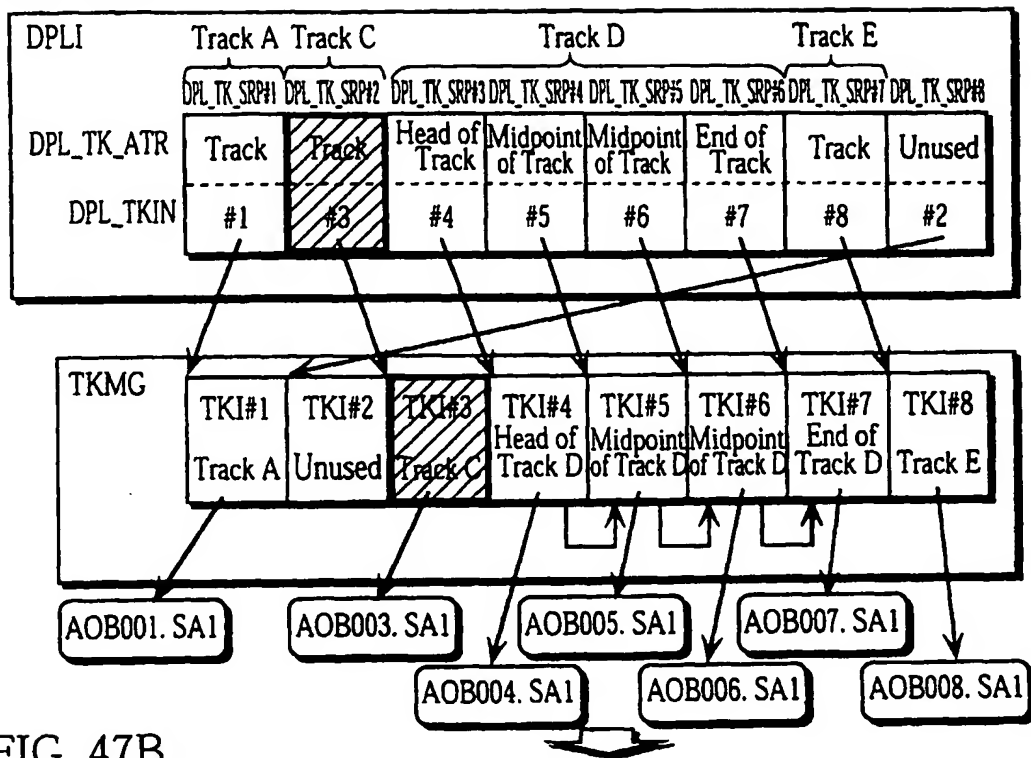 DPLI
Track A Track C Track D Track E
DPL_TK_SRP#1 DPL_TK_SRP#2 DPL_TK_SRP#3 DPL_TK_SRP#4 DPL_TK_SRP#5 DPL_TK_SRP#6 DPL_TK_SRP#7 DPL_TK_SRP#8
DPL_TK_ATR Track Track Head of Track Midpoint of Track Midpoint of Track End of Track Track Unused
DPL_TKIN #1 #3 #4 #5 #6 #7 #8 #2
TKMG TKI#1 TKI#2 TKI#3 TKI#4 TKI#5 TKI#6 TKI#7 TKI#8
Track A Unused Track C Head of Track D Midpoint of Track D Midpoint of Track D End of Track D Track E
AOB001. SA1 AOB003. SA1 AOB005. SA1 AOB007. SA1
AOB004. SA1 AOB006. SA1 AOB008. SA1
FIG. 47B